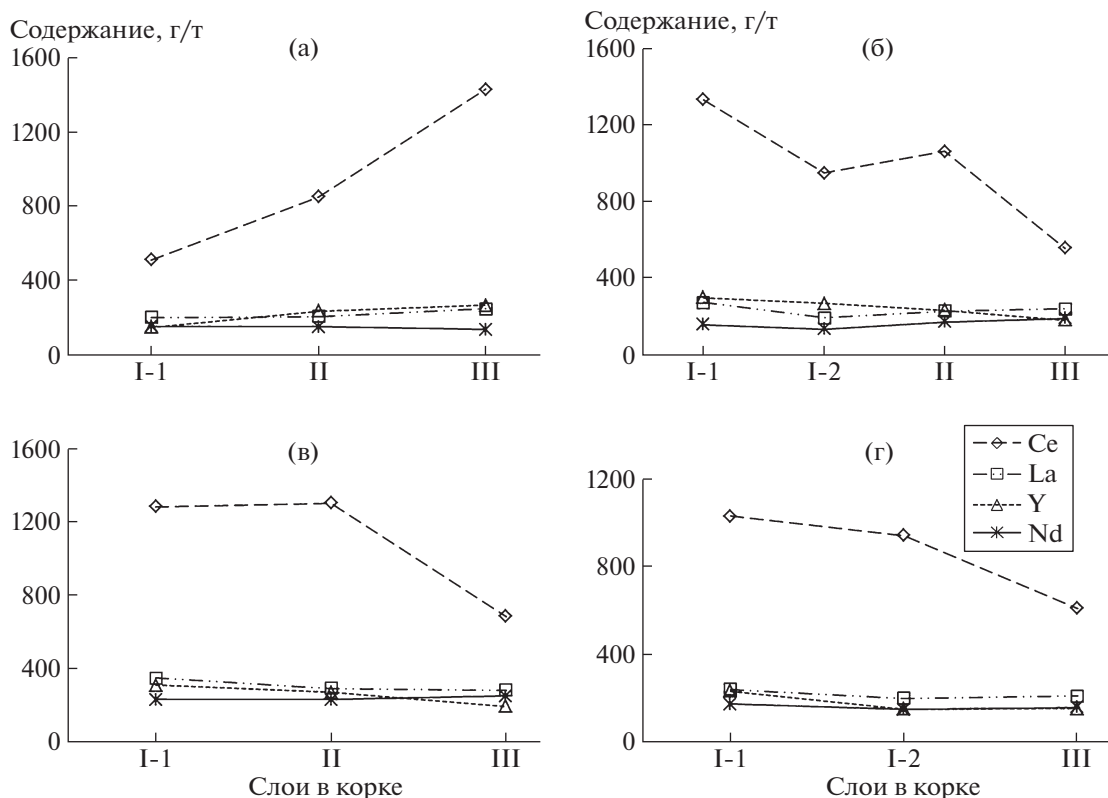 Содержание, г/т
(а)
1600
1200
800
400
0
I-1 II III
Содержание, г/т
(б)
1600
1200
800
400
0
I-1 I-2 II III
(в)
1600
1200
800
400
0
I-1 II III
Слои в корке
(г)
1200
800
400
0
I-1 I-2 III
Слои в корке
Ce
La
Y
Nd